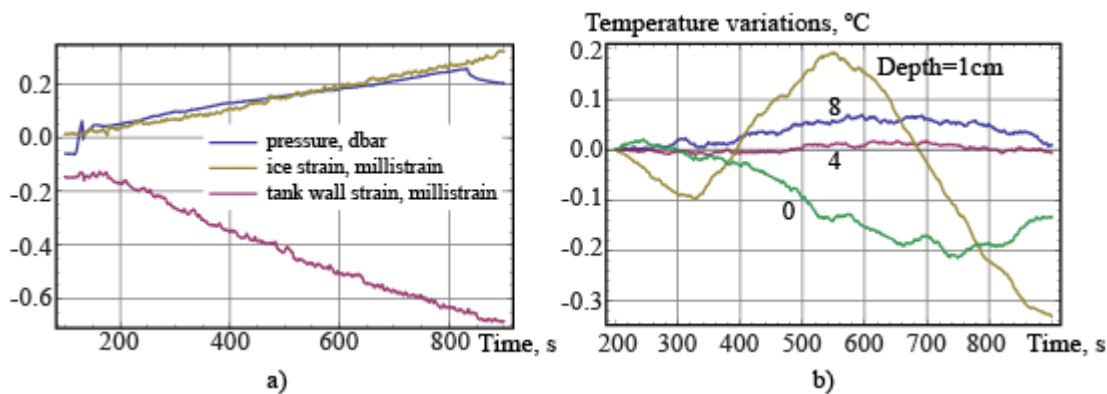 Temperature variations, ºC
0.2
0.0
-0.2
-0.4
-0.6
pressure, dbar
ice strain, millistrain
tank wall strain, millistrain
200 400 600 800 Time, s
a)
0.2
0.1
0.0
-0.1
-0.2
-0.3
Depth=1cm
8
4
0
200 300 400 500 600 700 800 Time, s
b)